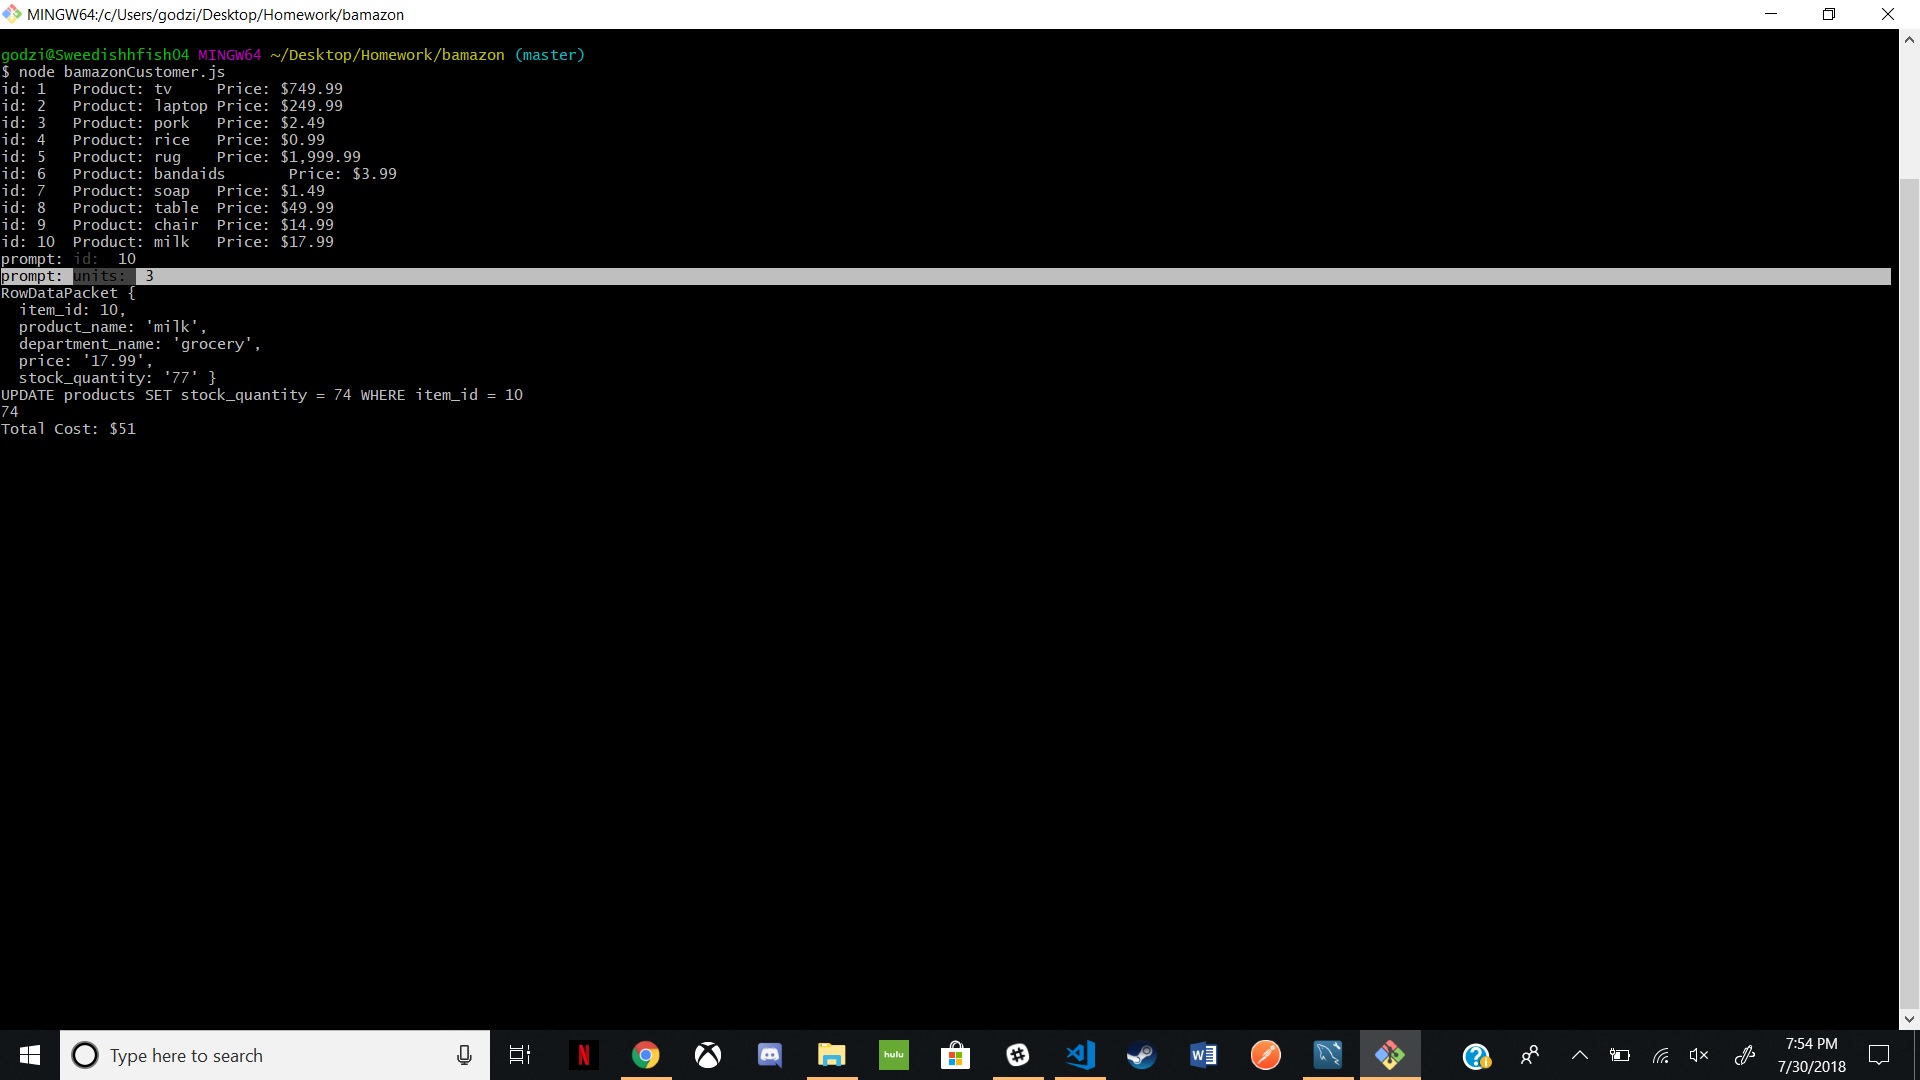 MINGW64:/c/Users/godzi/Desktop/Homework/bamazon
godzi@Sweedishhfish04 MINGW64 ~/Desktop/Homework/bamazon (master)
$ node bamazonCustomer.js
id: 1   Product: tv     Price: $749.99
id: 2   Product: laptop Price: $249.99
id: 3   Product: pork   Price: $2.49
id: 4   Product: rice   Price: $0.99
id: 5   Product: rug    Price: $1,999.99
id: 6   Product: bandaids       Price: $3.99
id: 7   Product: soap   Price: $1.49
id: 8   Product: table  Price: $49.99
id: 9   Product: chair  Price: $14.99
id: 10  Product: milk   Price: $17.99
prompt: id:  10
prompt: units:  3
RowDataPacket {
  item_id: 10,
  product_name: 'milk',
  department_name: 'grocery',
  price: '17.99',
  stock_quantity: '77' }
UPDATE products SET stock_quantity = 74 WHERE item_id = 10
74
Total Cost: $51
Type here to search
hulu
7:54 PM
7/30/2018